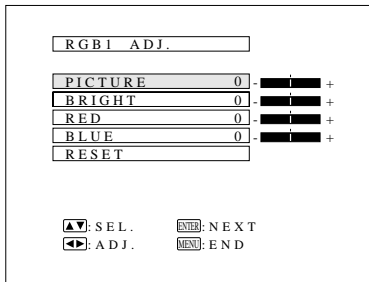 RGB1 ADJ.
PICTURE 0 - +
BRIGHT 0 - +
RED 0 - +
BLUE 0 - +
RESET
▲▼: SEL. ENTER: NEXT
◀▶: ADJ. MENU: END